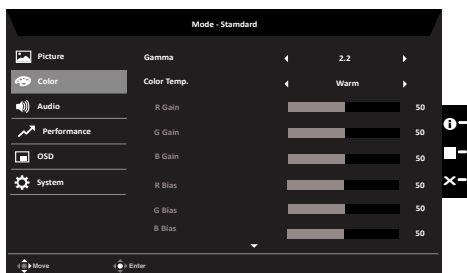 Mode - Stamdard
Picture
Gamma 2.2
Color
Color Temp. Warm
Audio
R Gain 50
Performance
G Gain 50
OSD
B Gain 50
System
R Bias 50
G Bias 50
B Bias 50
Move Enter